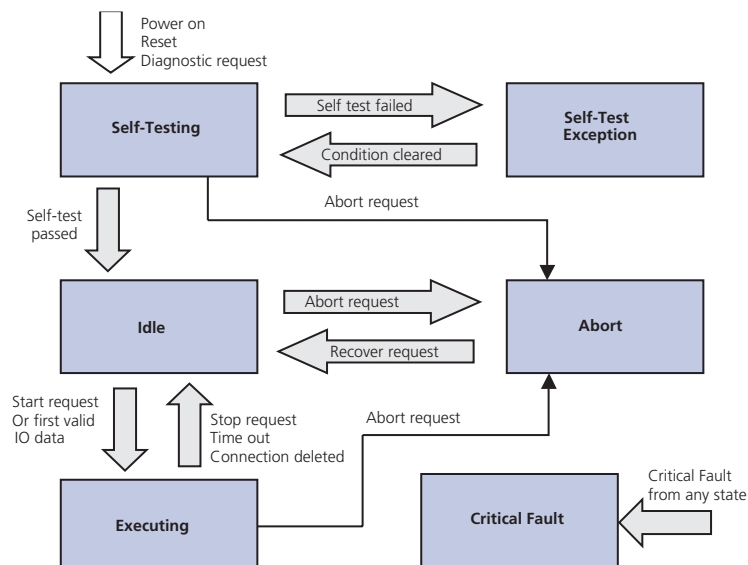 Power on
Reset
Diagnostic request
Self-Testing
Self test failed
Condition cleared
Self-Test
Exception
Self-test
passed
Abort request
Idle
Abort request
Recover request
Abort
Start request
Or first valid
IO data
Stop request
Time out
Connection deleted
Abort request
Executing
Critical Fault
Critical Fault
from any state